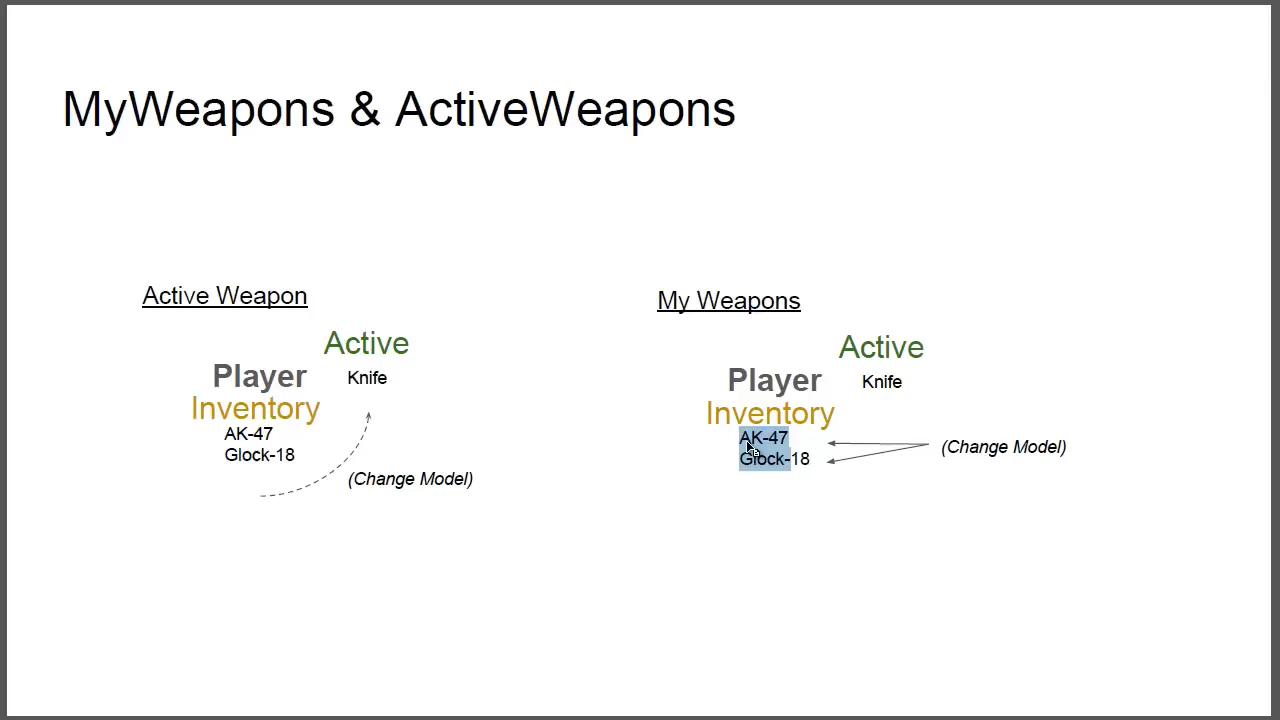 MyWeapons & ActiveWeapons
Active Weapon
Active
Player
Knife
Inventory
AK-47
Glock-18
(Change Model)
My Weapons
Active
Player
Knife
Inventory
AK-47
Glock-18
(Change Model)